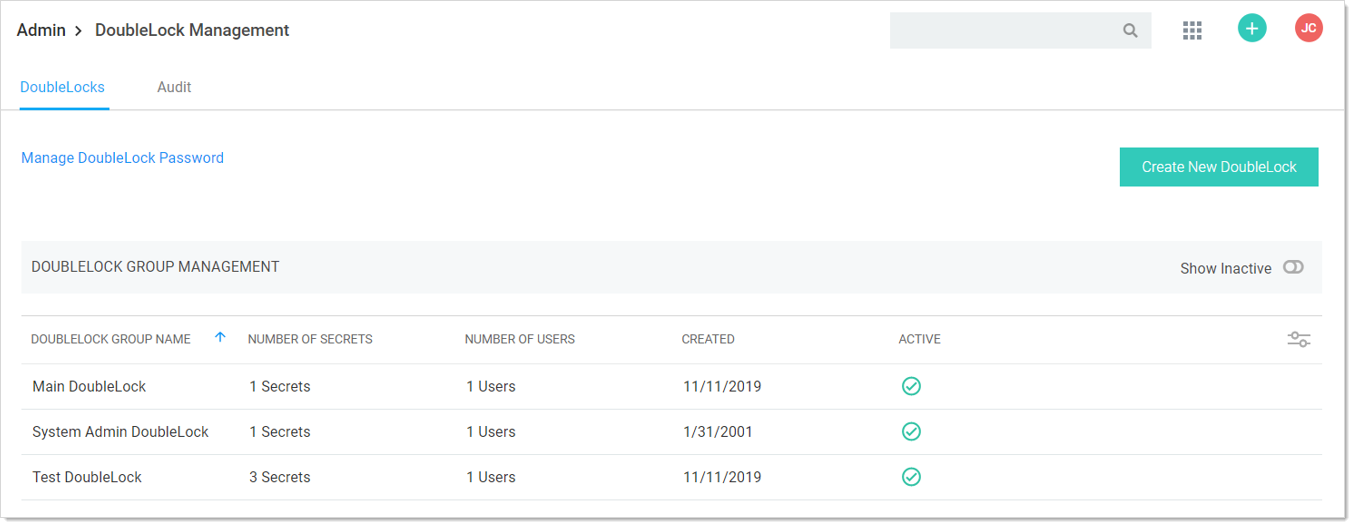 Admin > DoubleLock Management
JC
DoubleLocks Audit
Manage DoubleLock Password
Create New DoubleLock
DOUBLELOCK GROUP MANAGEMENT Show Inactive
DOUBLELOCK GROUP NAME NUMBER OF SECRETS NUMBER OF USERS CREATED ACTIVE
Main DoubleLock 1 Secrets 1 Users 11/11/2019
System Admin DoubleLock 1 Secrets 1 Users 1/31/2001
Test DoubleLock 3 Secrets 1 Users 11/11/2019